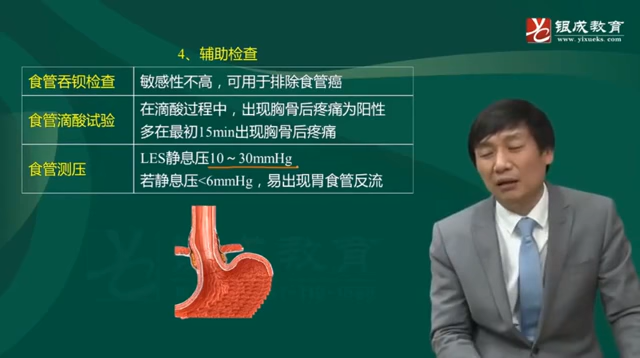 银成教育
www.yixueks.com
4、辅助检查
食管吞钡检查 敏感性不高，可用于排除食管癌
食管滴酸试验 在滴酸过程中，出现胸骨后疼痛为阳性
多在最初15min出现胸骨后疼痛
食管测压 LES静息压10～30mmHg
若静息压<6mmHg，易出现胃食管反流
银成教育